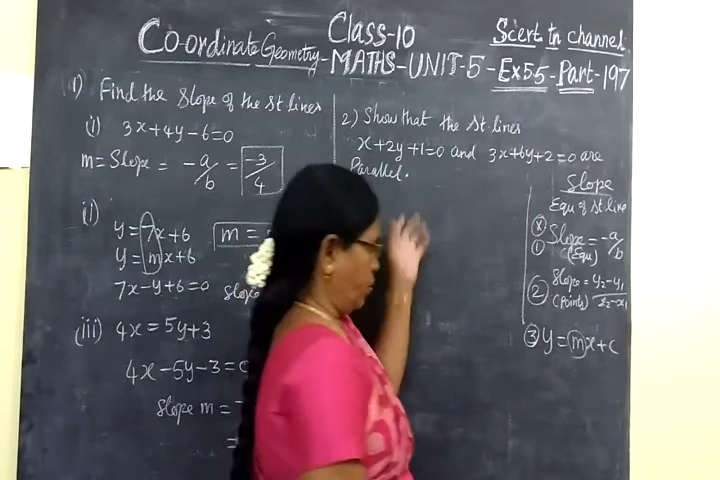 Class-10
Scert tn channel
Co-ordinate Geometry-MATHS-UNIT-5-Ex5.5-Part-197
1) Find the Slope of the St lines
(i) 3x+4y-6=0
m = Slope = -a/b = -3/4
(ii) y = 7x+6
m =
y = mx+6
7x-y+6=0 slope
(iii) 4x = 5y+3
4x-5y-3=0
slope m = -
=
2) Show that the st.lines
x+2y+1=0 and 3x+6y+2=0 are
Parallel.
Slope
Equ of st.line
① Slope = -a/b
(Equ)
② Slope = y₂-y₁/x₂-x₁
(Points)
③ y = mx+c